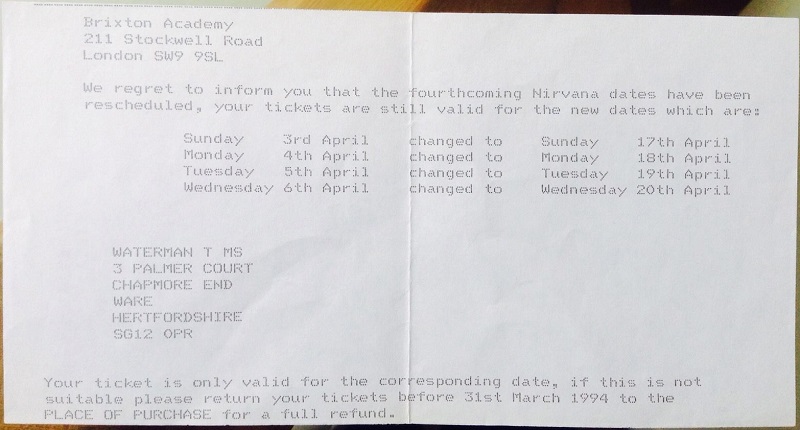 Brixton Academy
211 Stockwell Road
London SW9 9SL
We regret to inform you that the fourthcoming Nirvana dates have been
rescheduled, your tickets are still valid for the new dates which are:
Sunday 3rd April changed to Sunday 17th April
Monday 4th April changed to Monday 18th April
Tuesday 5th April changed to Tuesday 19th April
Wednesday 6th April changed to Wednesday 20th April
WATERMAN T MS
3 PALMER COURT
CHAPMORE END
WARE
HERTFORDSHIRE
SG12 0PR
Your ticket is only valid for the corresponding date, if this is not
suitable please return your tickets before 31st March 1994 to the
PLACE OF PURCHASE for a full refund.